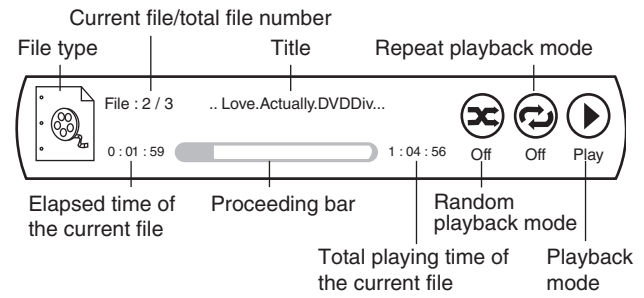 Current file/total file number
File type
Title
Repeat playback mode
File : 2 / 3
.. Love.Actually.DVDDiv...
0 : 01 : 59
1 : 04 : 56
Off
Off
Play
Elapsed time of
the current file
Proceeding bar
Random
playback mode
Total playing time of
the current file
Playback
mode